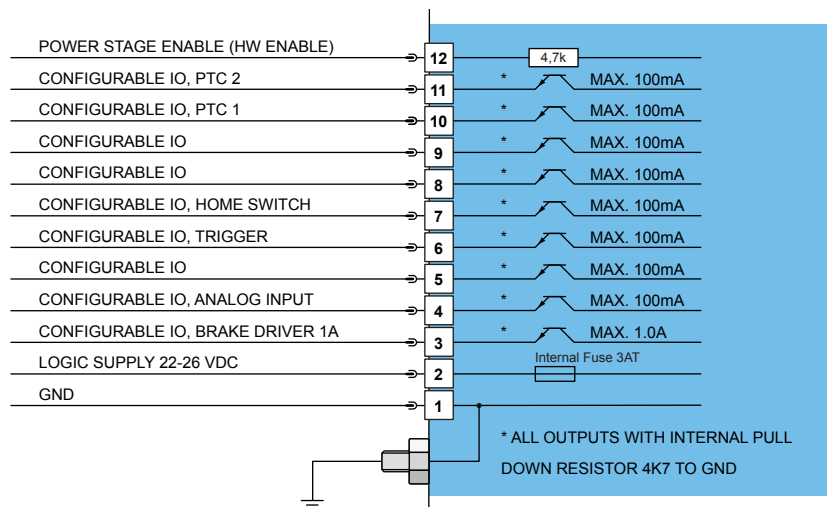 POWER STAGE ENABLE (HW ENABLE) 12 4,7k
CONFIGURABLE IO, PTC 2 11 * MAX. 100mA
CONFIGURABLE IO, PTC 1 10 * MAX. 100mA
CONFIGURABLE IO 9 * MAX. 100mA
CONFIGURABLE IO 8 * MAX. 100mA
CONFIGURABLE IO, HOME SWITCH 7 * MAX. 100mA
CONFIGURABLE IO, TRIGGER 6 * MAX. 100mA
CONFIGURABLE IO 5 * MAX. 100mA
CONFIGURABLE IO, ANALOG INPUT 4 * MAX. 100mA
CONFIGURABLE IO, BRAKE DRIVER 1A 3 * MAX. 1.0A
LOGIC SUPPLY 22-26 VDC 2 Internal Fuse 3AT
GND 1
* ALL OUTPUTS WITH INTERNAL PULL
DOWN RESISTOR 4K7 TO GND